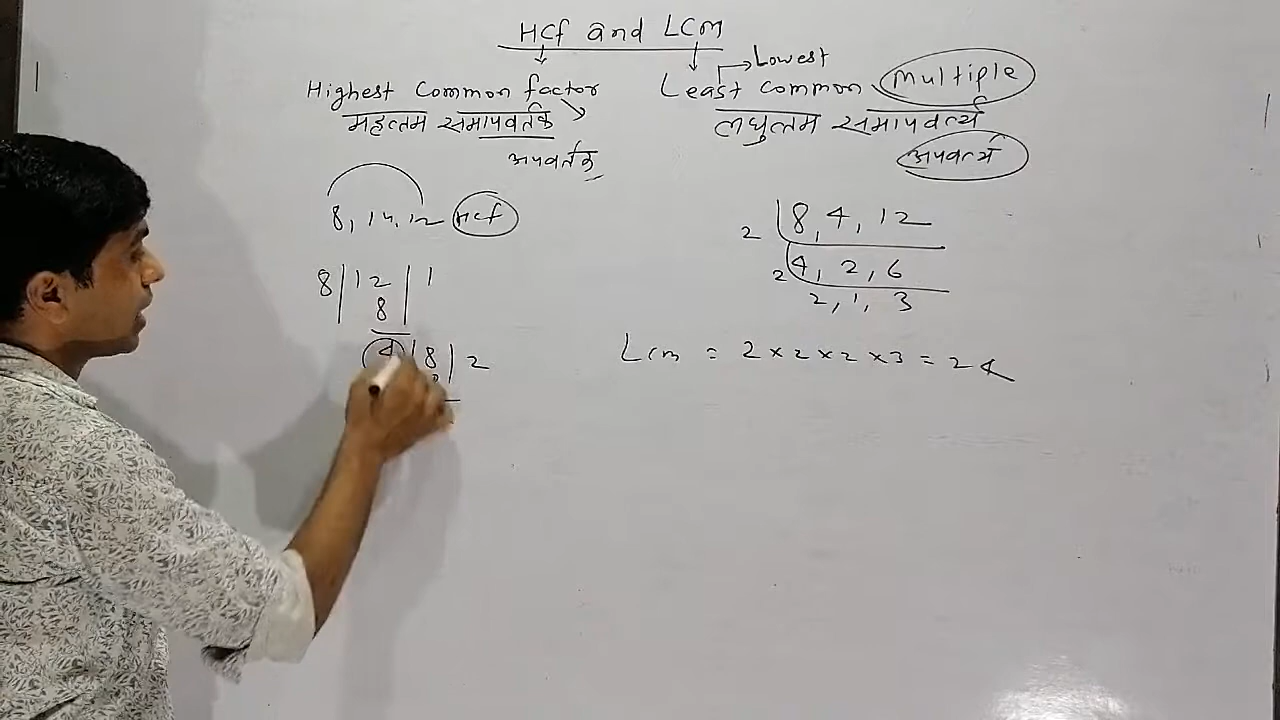 HCf and LCM
Lowest
Highest Common factor
Least common Multiple
महत्तम समापवर्तक
लघुत्तम समापवर्त्य
अपवर्तक
अपवर्त्य
8, 14, 12 HCf
2 8, 4, 12
2 4, 2, 6
2, 1, 3
8 12 1
8
4 8 2
Lcm = 2 × 2 × 2 × 3 = 24